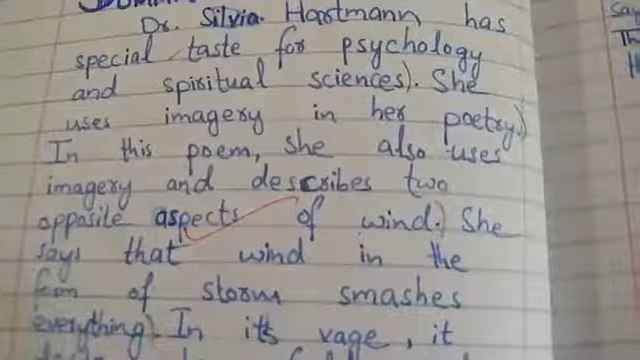 Dr. Silvia Hartmann has
special taste for psychology
and spiritual sciences). She
uses imagery in her poetry.)
In this poem, she also uses
imagery and describes two
opposite aspects of wind.) She
says that wind in the
form of storm smashes
everything). In its rage, it
Say
Th